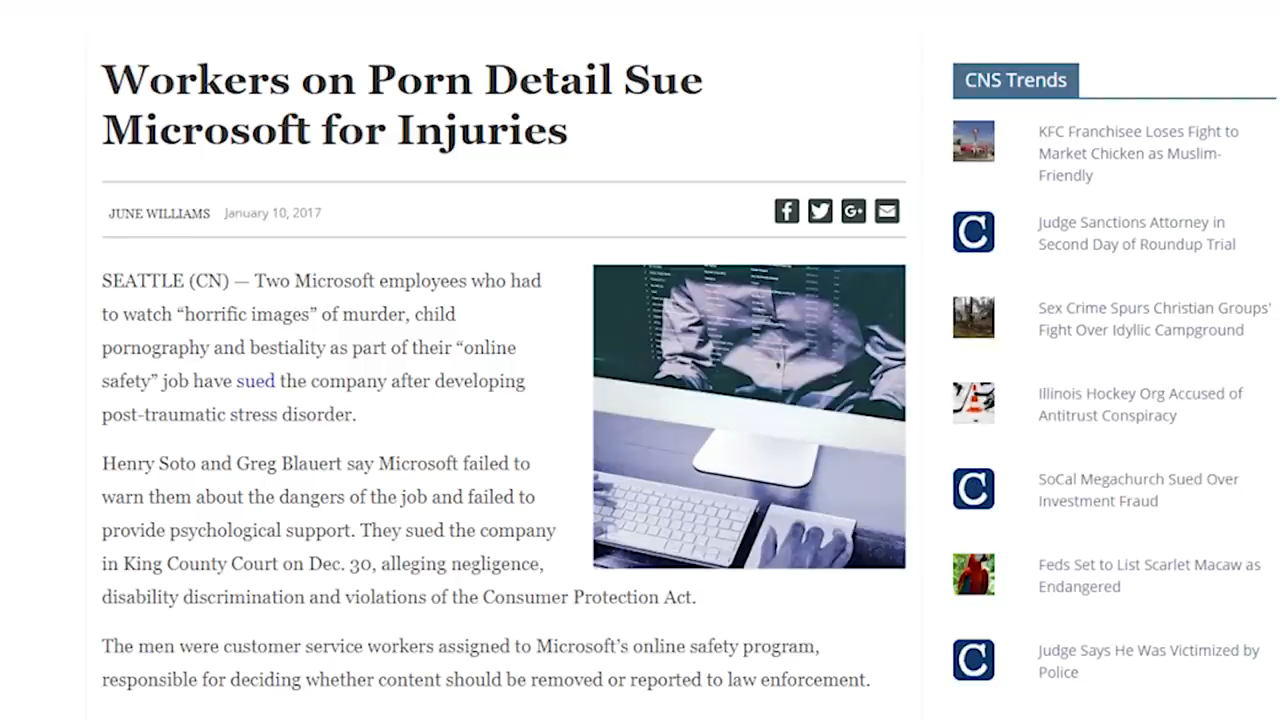 Workers on Porn Detail Sue
Microsoft for Injuries
JUNE WILLIAMS January 10, 2017
SEATTLE (CN) — Two Microsoft employees who had
to watch “horrific images” of murder, child
pornography and bestiality as part of their “online
safety” job have sued the company after developing
post-traumatic stress disorder.
Henry Soto and Greg Blauert say Microsoft failed to
warn them about the dangers of the job and failed to
provide psychological support. They sued the company
in King County Court on Dec. 30, alleging negligence,
disability discrimination and violations of the Consumer Protection Act.
The men were customer service workers assigned to Microsoft’s online safety program,
responsible for deciding whether content should be removed or reported to law enforcement.
CNS Trends
KFC Franchisee Loses Fight to
Market Chicken as Muslim-
Friendly
Judge Sanctions Attorney in
Second Day of Roundup Trial
Sex Crime Spurs Christian Groups'
Fight Over Idyllic Campground
Illinois Hockey Org Accused of
Antitrust Conspiracy
SoCal Megachurch Sued Over
Investment Fraud
Feds Set to List Scarlet Macaw as
Endangered
Judge Says He Was Victimized by
Police